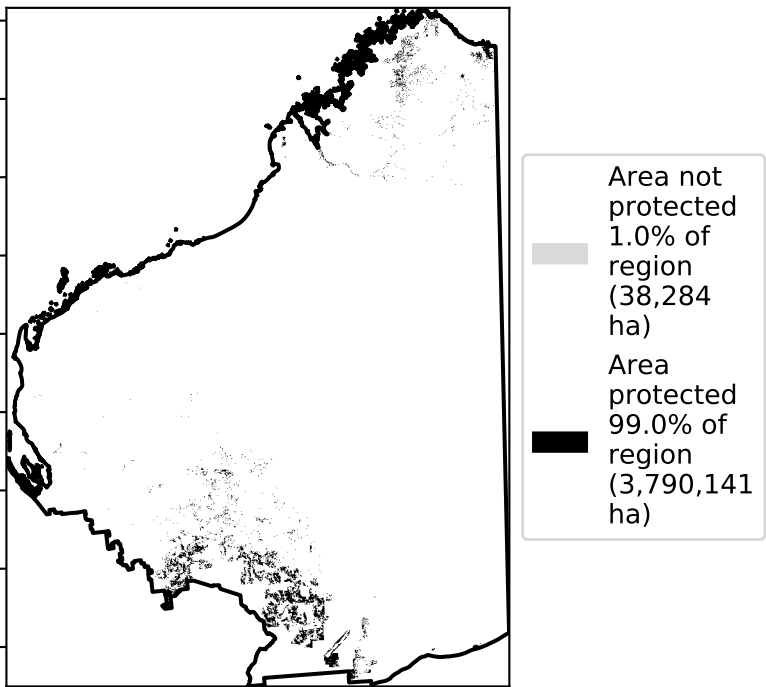 Area not
protected
1.0% of
region
(38,284
ha)
Area
protected
99.0% of
region
(3,790,141
ha)